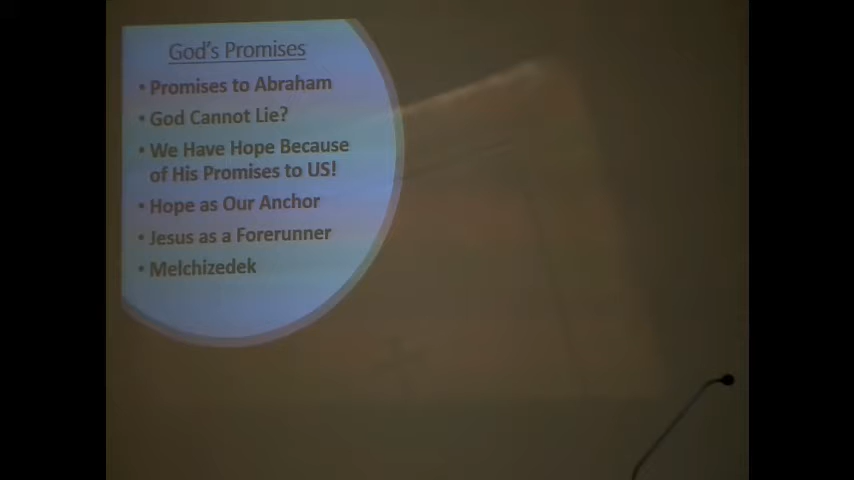 God's Promises
• Promises to Abraham
• God Cannot Lie?
• We Have Hope Because
of His Promises to US!
• Hope as Our Anchor
• Jesus as a Forerunner
• Melchizedek